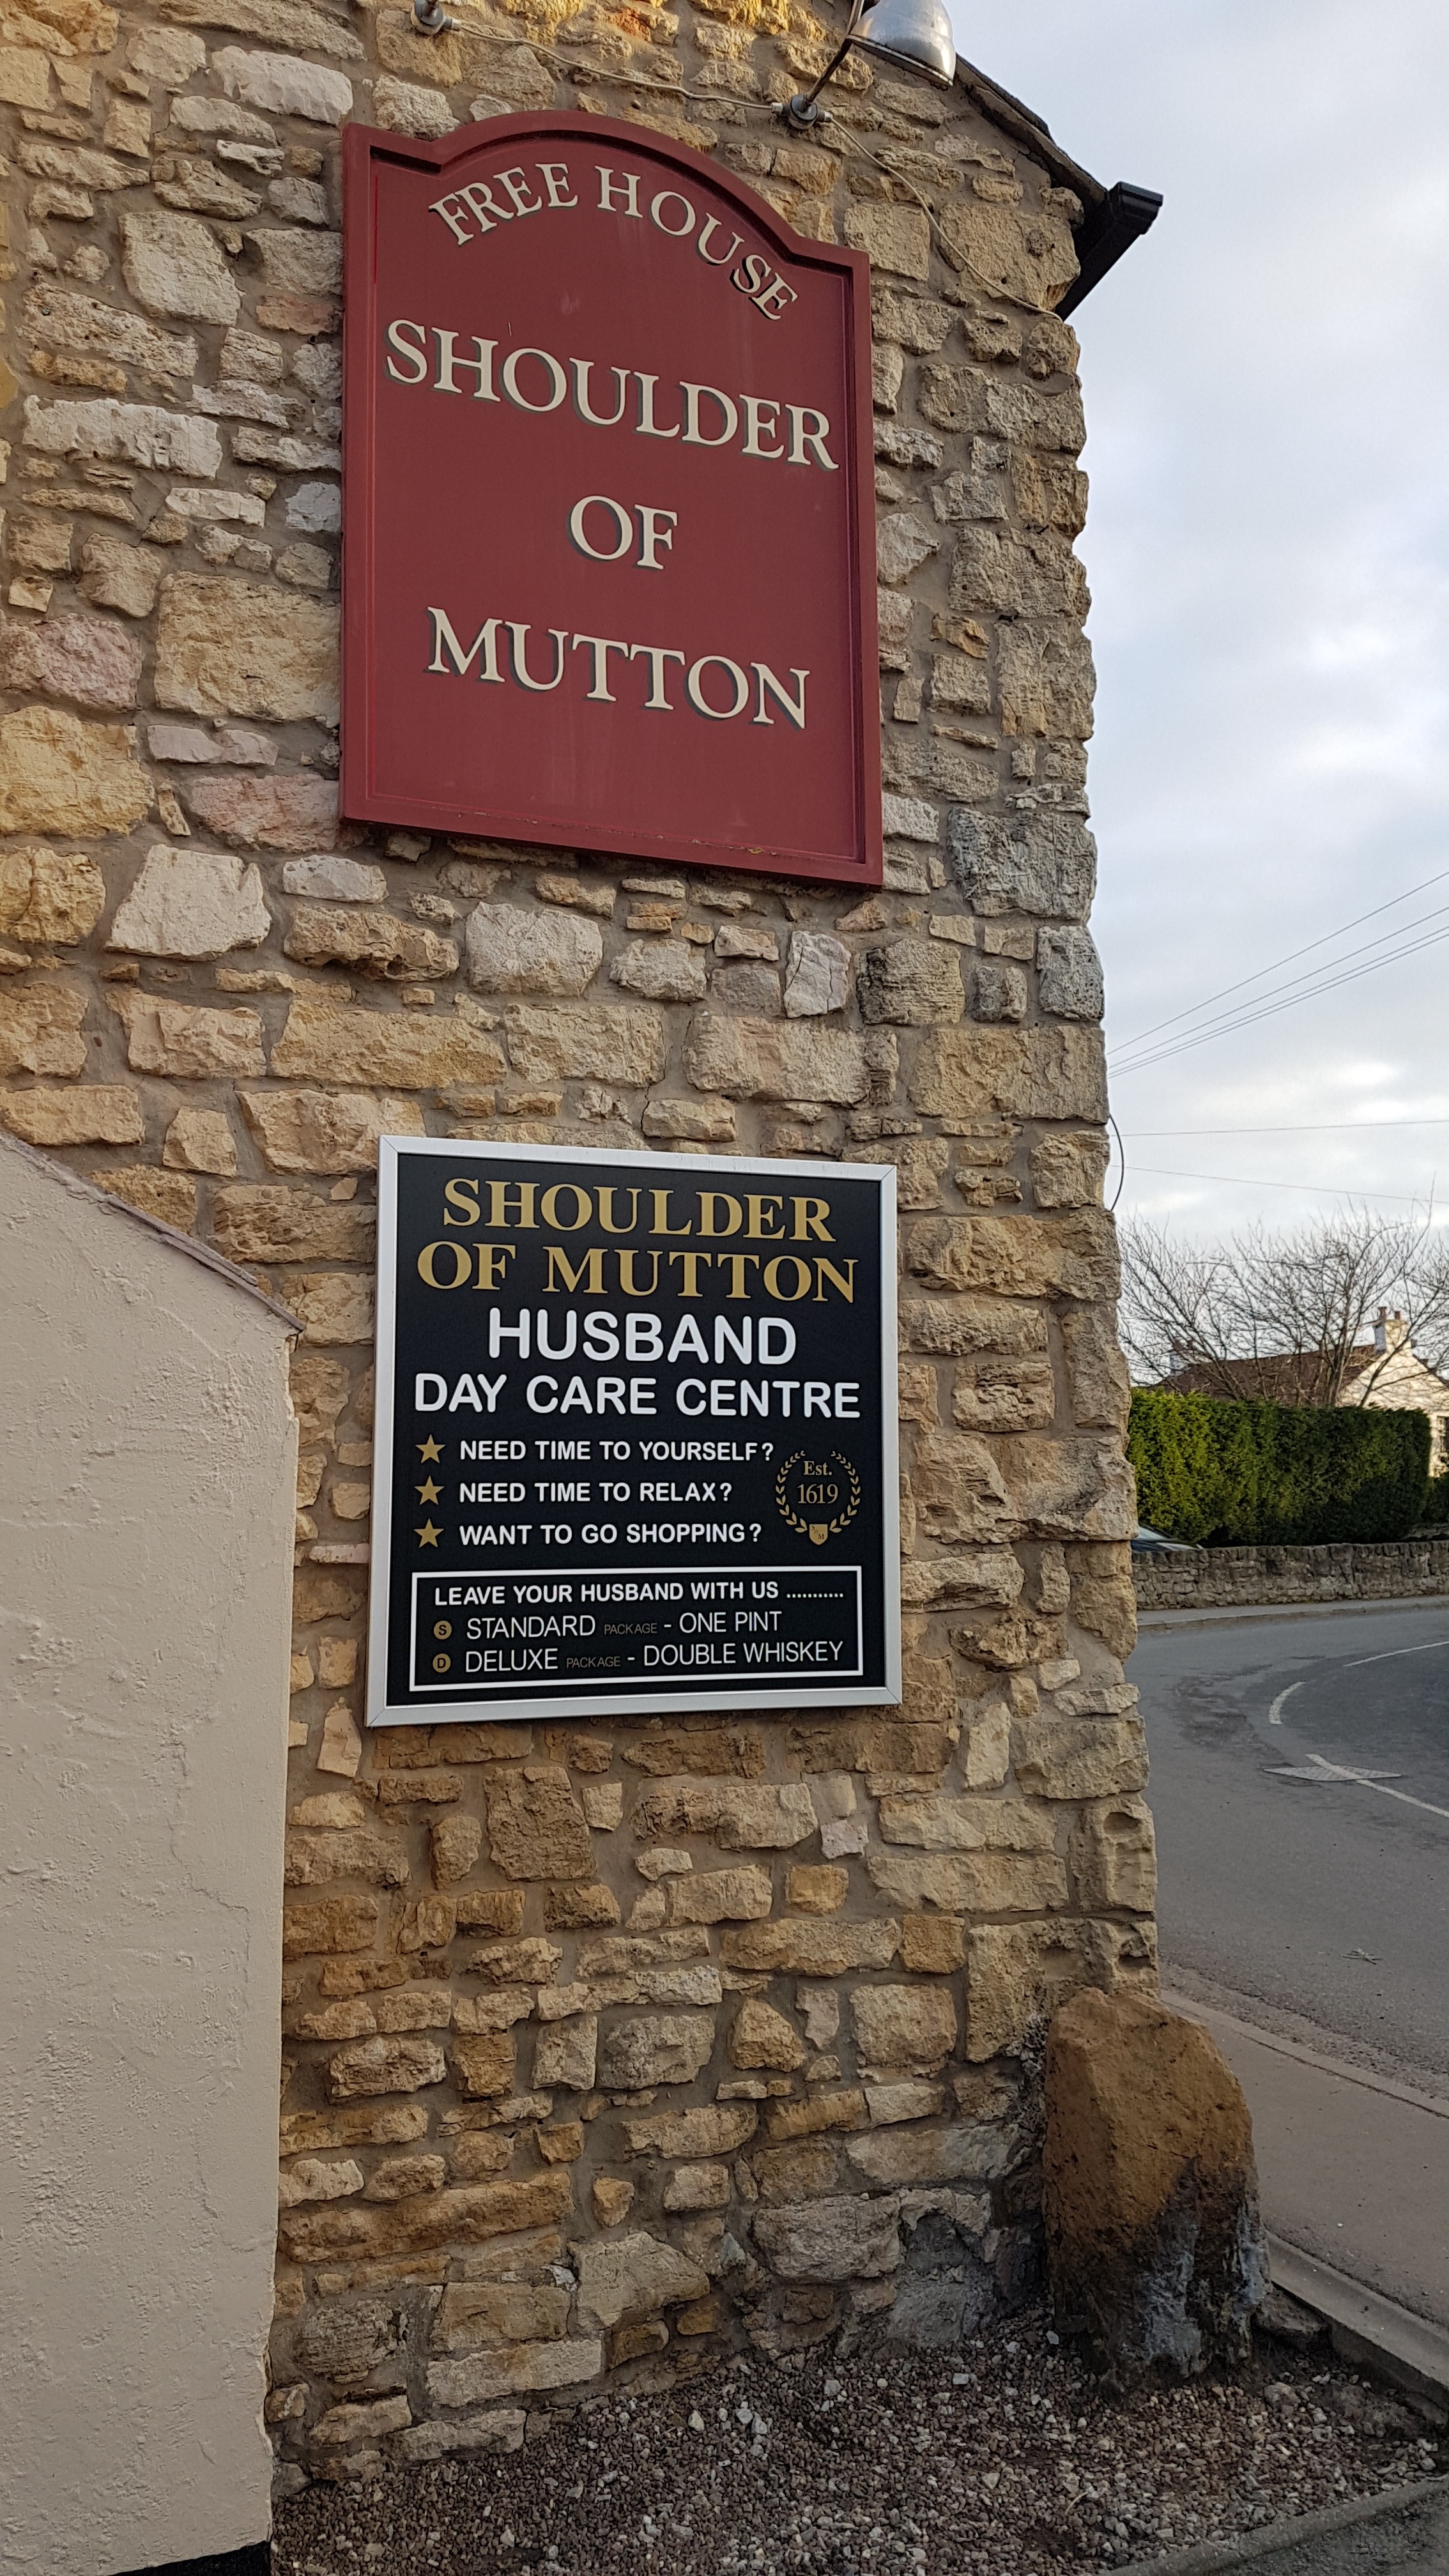 FREE HOUSE
SHOULDER
OF
MUTTON
SHOULDER
OF MUTTON
HUSBAND
DAY CARE CENTRE
★ NEED TIME TO YOURSELF?
★ NEED TIME TO RELAX?
★ WANT TO GO SHOPPING?
Est.
1619
LEAVE YOUR HUSBAND WITH US ...........
S STANDARD PACKAGE - ONE PINT
D DELUXE PACKAGE - DOUBLE WHISKEY